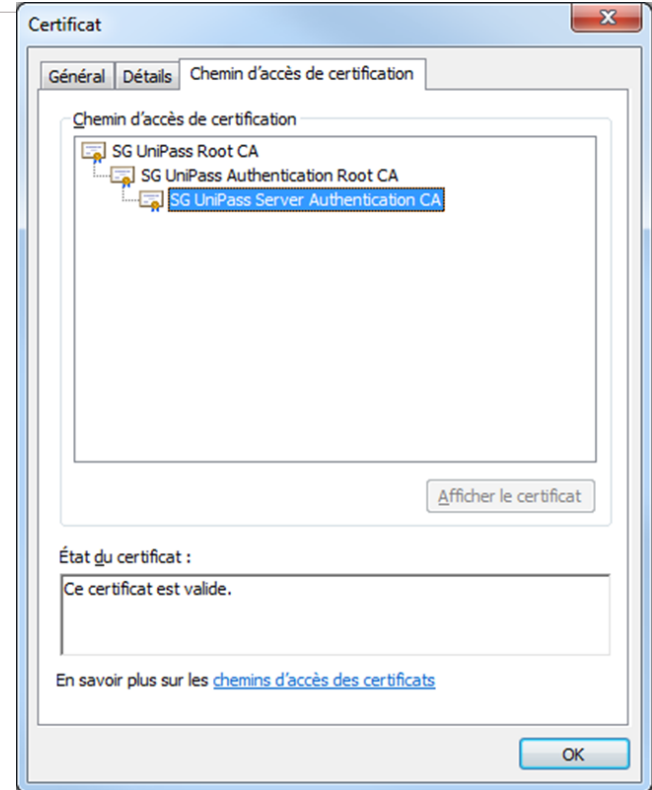 Certificat
Général Détails Chemin d'accès de certification
Chemin d'accès de certification
SG UniPass Root CA
SG UniPass Authentication Root CA
SG UniPass Server Authentication CA
Afficher le certificat
État du certificat :
Ce certificat est valide.
En savoir plus sur les chemins d'accès des certificats
OK